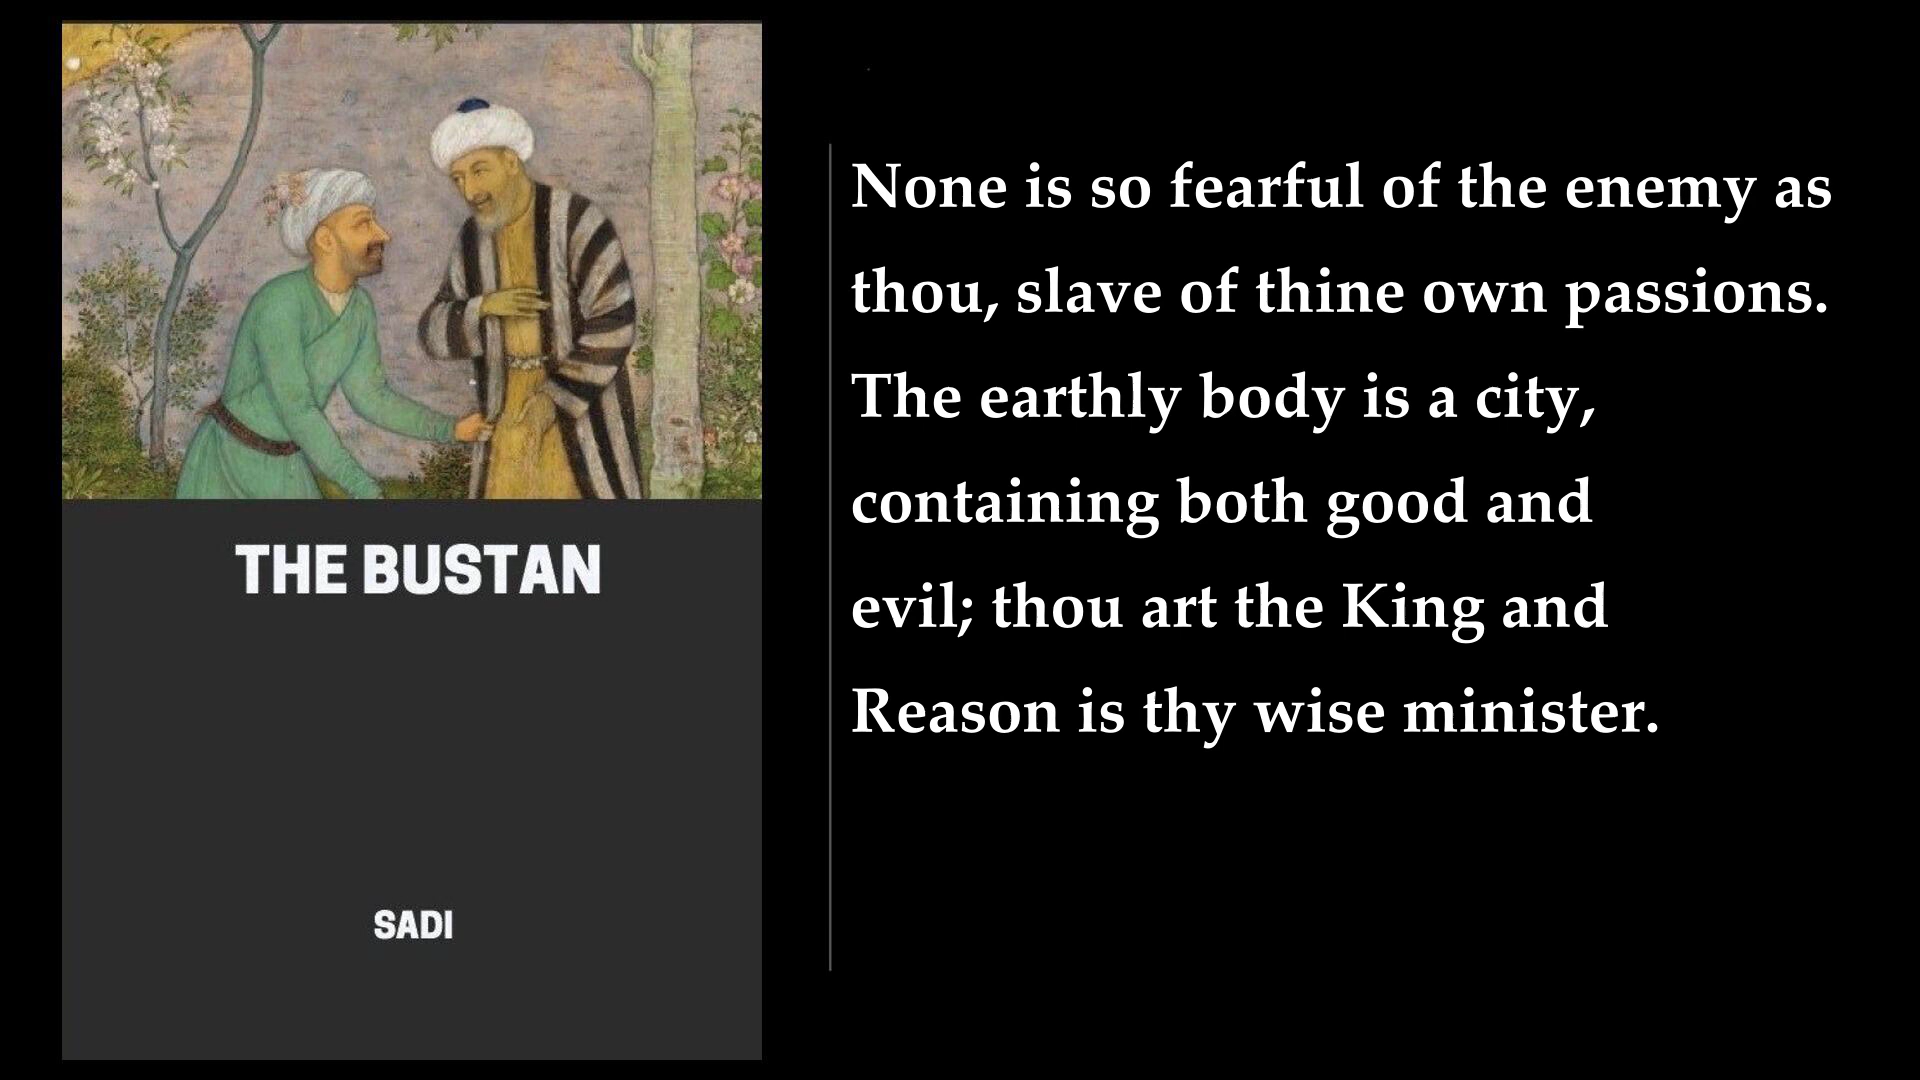 THE BUSTAN
SADI
None is so fearful of the enemy as
thou, slave of thine own passions.
The earthly body is a city,
containing both good and
evil; thou art the King and
Reason is thy wise minister.